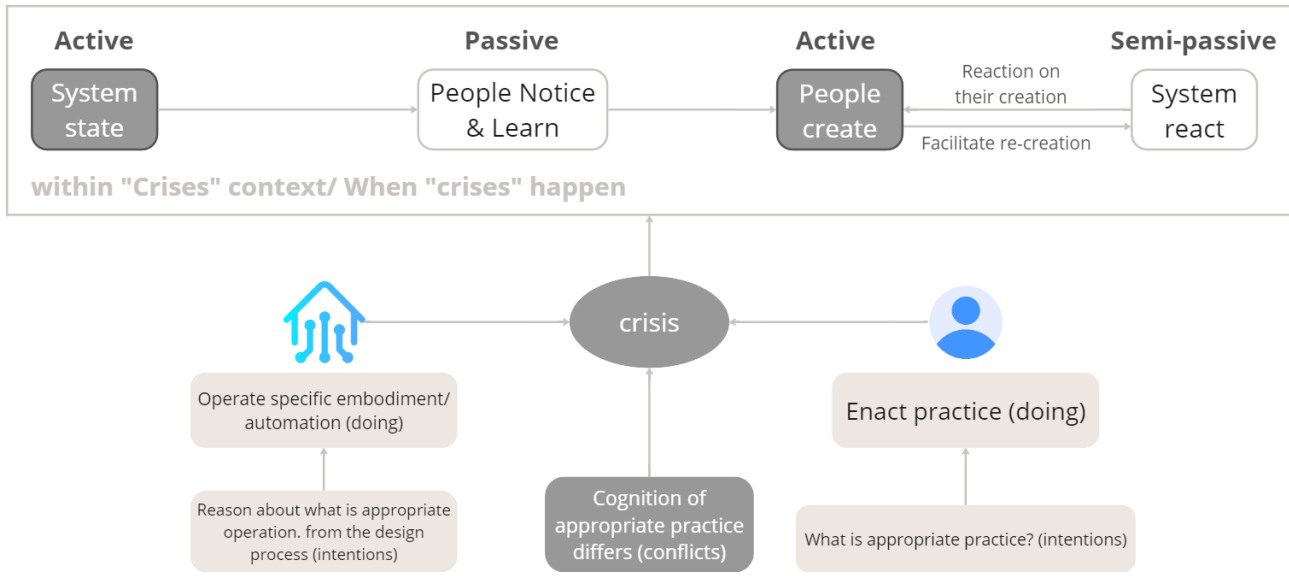 Active
Passive
Active
Semi-passive
System
state
People Notice
& Learn
People
create
Reaction on
their creation
Facilitate re-creation
System
react
within "Crises" context/ When "crises" happen
crisis
Operate specific embodiment/
automation (doing)
Enact practice (doing)
Reason about what is appropriate
operation. from the design
process (intentions)
Cognition of
appropriate practice
differs (conflicts)
What is appropriate practice? (intentions)